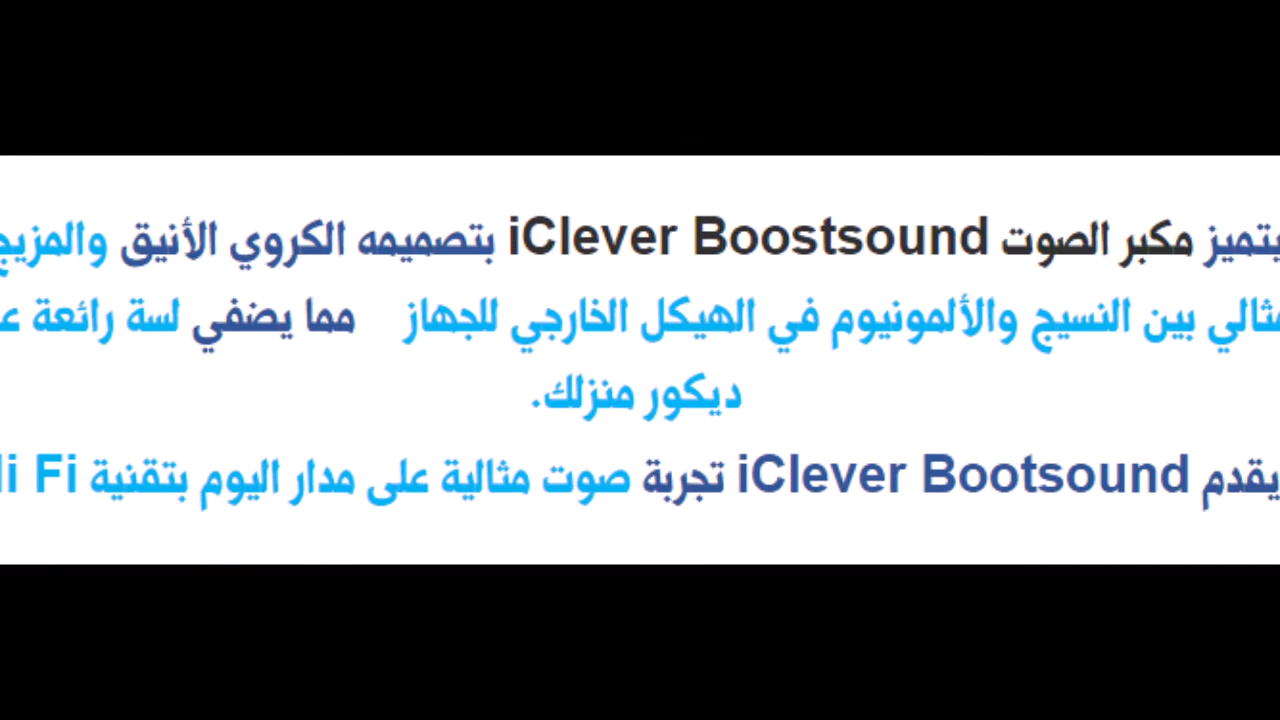 يتميز مكبر الصوت iClever Boostsound بتصميمه الكروي الأنيق والمزيج
مثالي بين النسيج والألمونيوم في الهيكل الخارجي للجهاز مما يضفي لسة رائعة
ديكور منزلك.
يقدم iClever Bootsound تجربة صوت مثالية على مدار اليوم بتقنية Fi